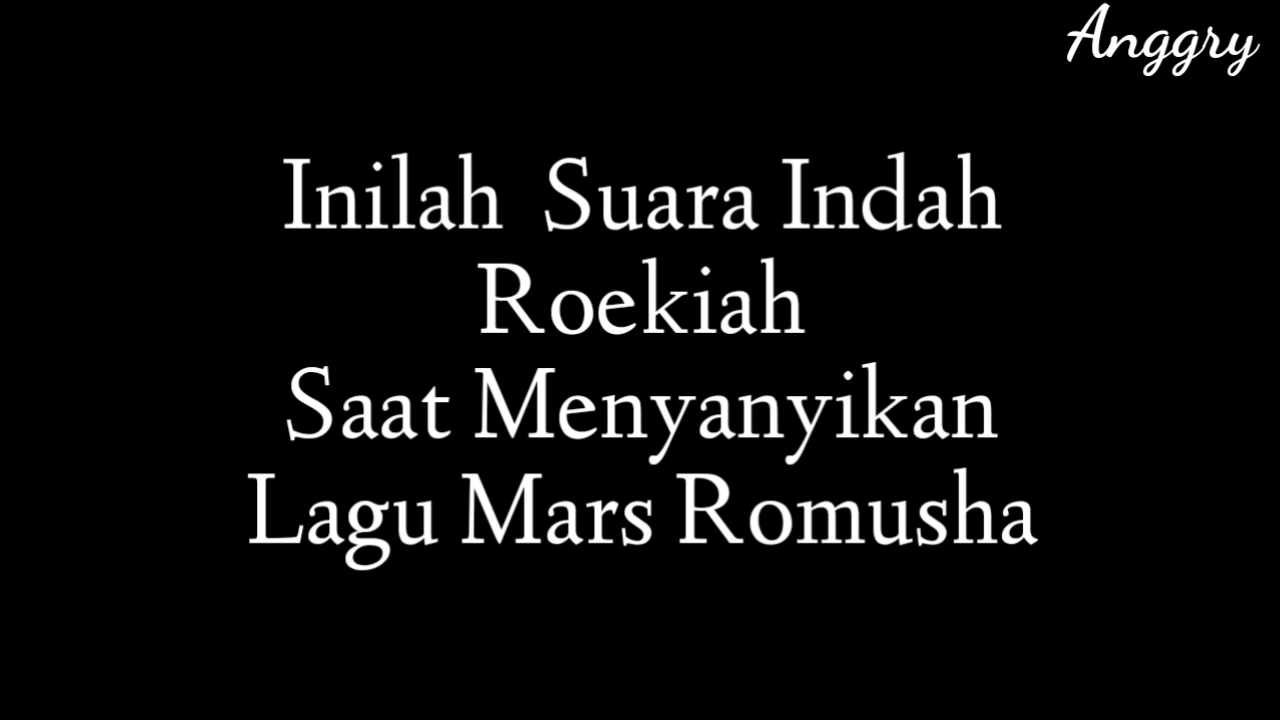 Anggry
Inilah Suara Indah
Roekiah
Saat Menyanyikan
Lagu Mars Romusha